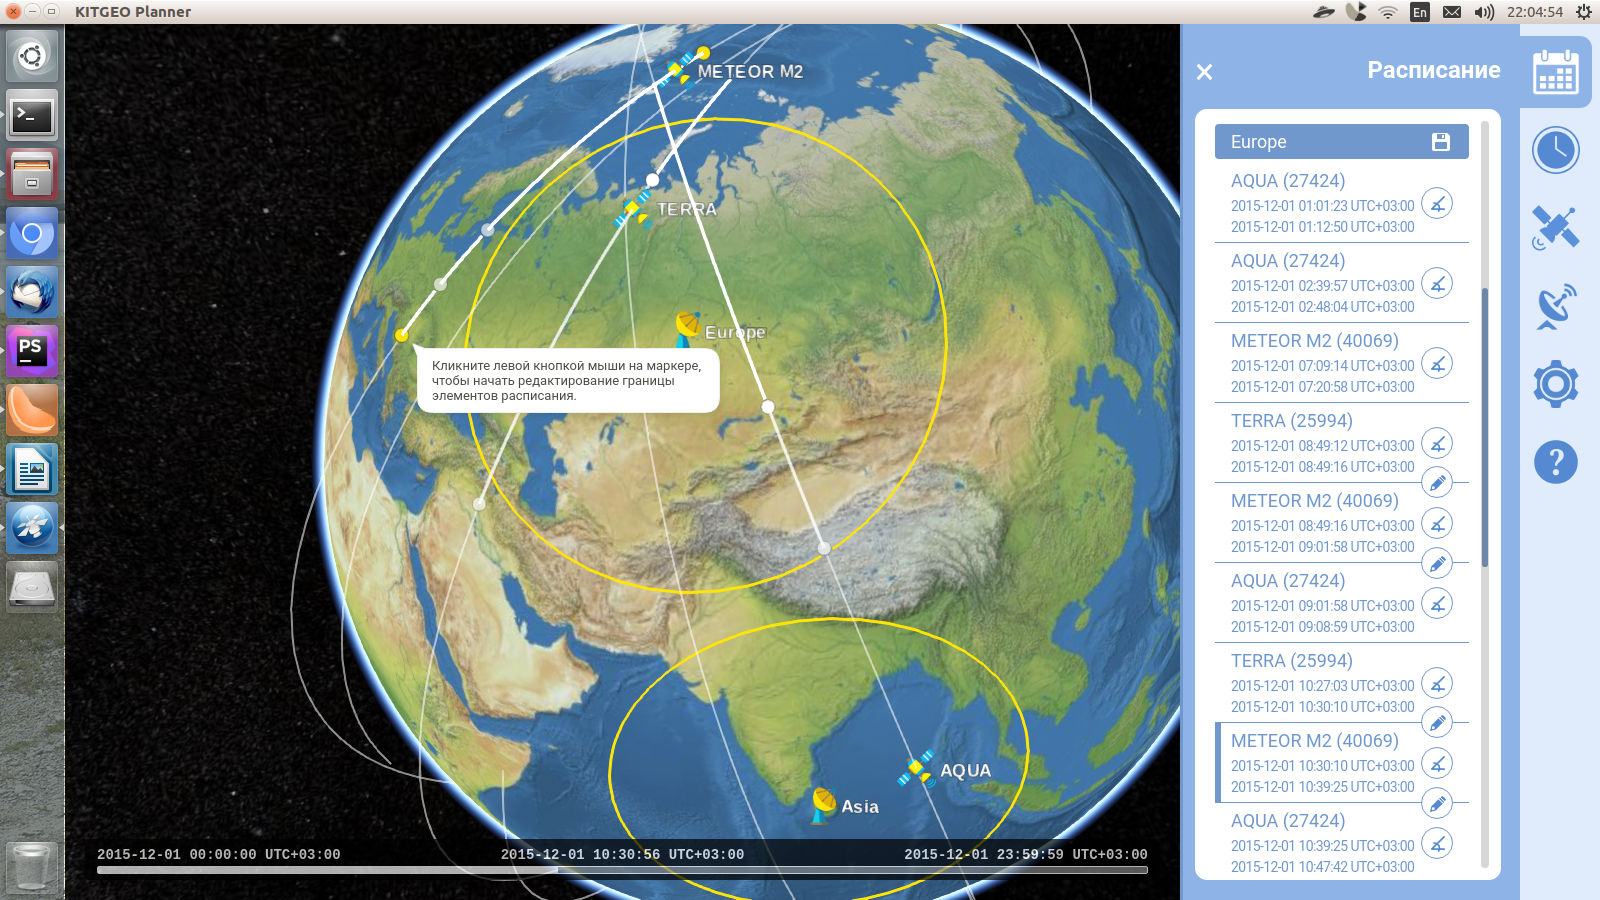 KITGEO Planner
En
22:04:54
PS
METEOR M2
TERRA
Europe
Кликните левой кнопкой мыши на маркере,
чтобы начать редактирование границы
элементов расписания.
AQUA
Asia
2015-12-01 00:00:00 UTC+03:00
2015-12-01 10:30:56 UTC+03:00
2015-12-01 23:59:59 UTC+03:00
Расписание
Europe
AQUA (27424)
2015-12-01 01:01:23 UTC+03:00
2015-12-01 01:12:50 UTC+03:00
AQUA (27424)
2015-12-01 02:39:57 UTC+03:00
2015-12-01 02:48:04 UTC+03:00
METEOR M2 (40069)
2015-12-01 07:09:14 UTC+03:00
2015-12-01 07:20:58 UTC+03:00
TERRA (25994)
2015-12-01 08:49:12 UTC+03:00
2015-12-01 08:49:16 UTC+03:00
METEOR M2 (40069)
2015-12-01 08:49:16 UTC+03:00
2015-12-01 09:01:58 UTC+03:00
AQUA (27424)
2015-12-01 09:01:58 UTC+03:00
2015-12-01 09:08:59 UTC+03:00
TERRA (25994)
2015-12-01 10:27:03 UTC+03:00
2015-12-01 10:30:10 UTC+03:00
METEOR M2 (40069)
2015-12-01 10:30:10 UTC+03:00
2015-12-01 10:39:25 UTC+03:00
AQUA (27424)
2015-12-01 10:39:25 UTC+03:00
2015-12-01 10:47:42 UTC+03:00